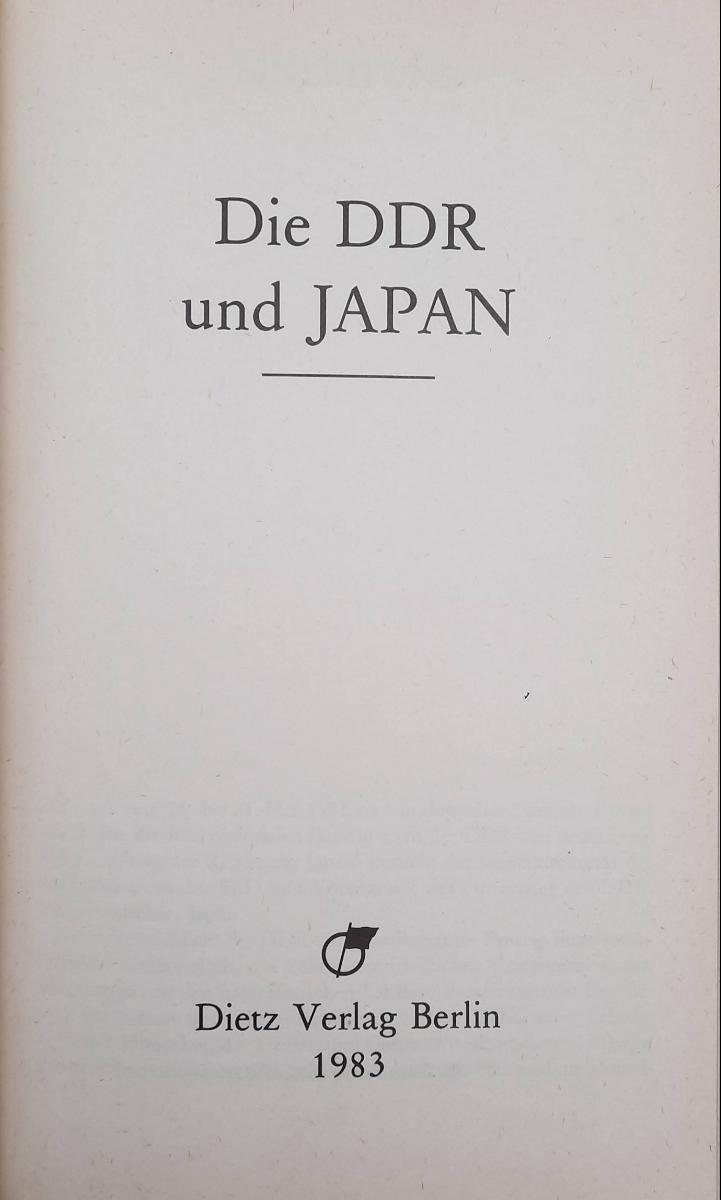 Die DDR
und JAPAN
Dietz Verlag Berlin
1983